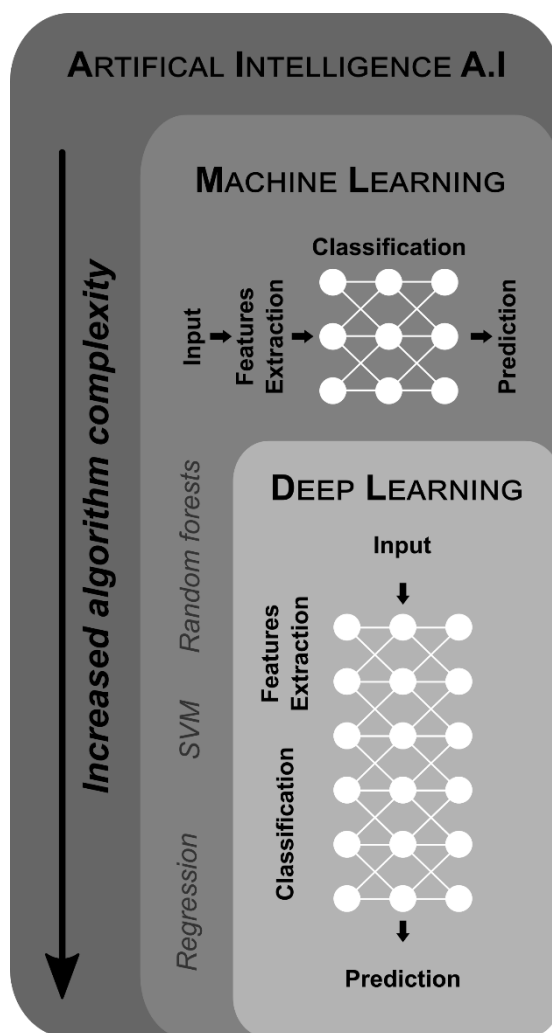 ARTIFICAL INTELLIGENCE A.I
Increased algorithm complexity
MACHINE LEARNING
Classification
Input
Features
Extraction
Prediction
Random forests
SVM
Regression
DEEP LEARNING
Input
Features
Extraction
Classification
Prediction